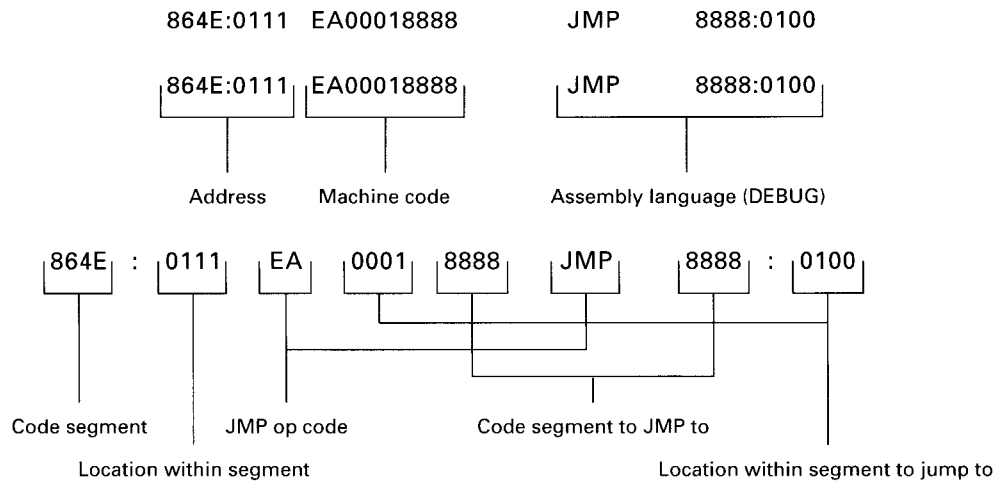 864E:0111 EA00018888 JMP 8888:0100
864E:0111 EA00018888 JMP 8888:0100
Address Machine code Assembly language (DEBUG)
864E : 0111 EA 0001 8888 JMP 8888 : 0100
Code segment JMP op code Code segment to JMP to
Location within segment Location within segment to jump to